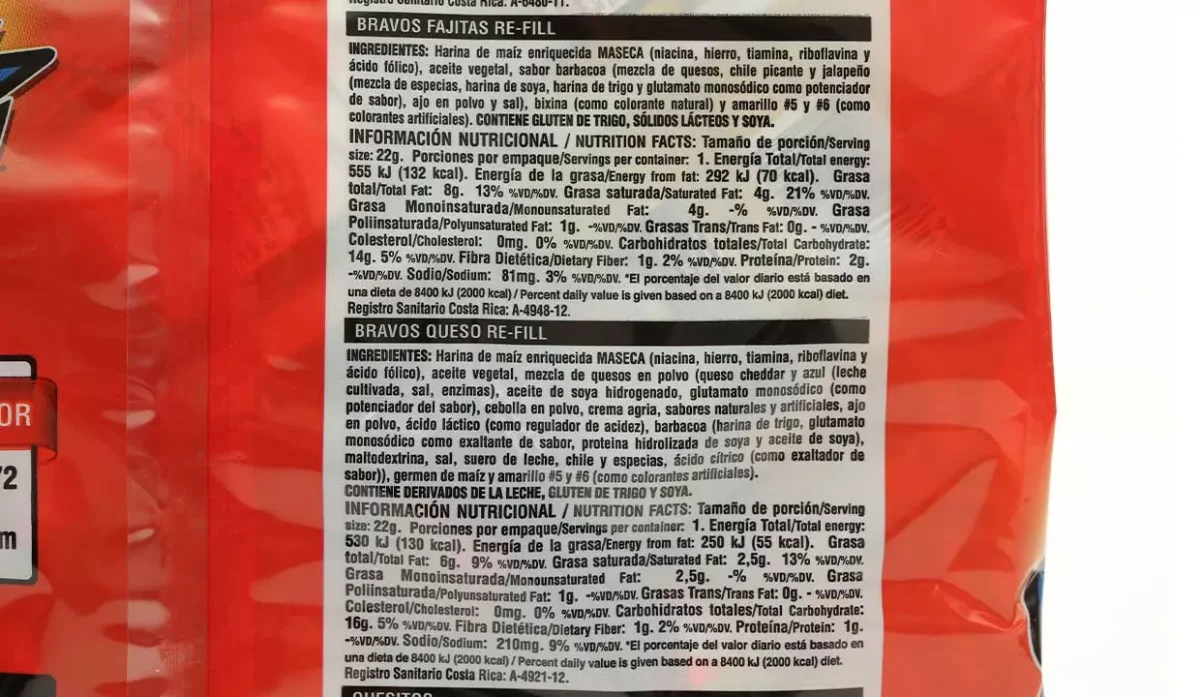 Registro Sanitario Costa Rica: A-6480-11.
BRAVOS FAJITAS RE-FILL
INGREDIENTES: Harina de maíz enriquecida MASECA (niacina, hierro, tiamina, riboflavina y
ácido fólico), aceite vegetal, sabor barbacoa (mezcla de quesos, chile picante y jalapeño
(mezcla de especias, harina de soya, harina de trigo y glutamato monosódico como potenciador
de sabor), ajo en polvo y sal), bixina (como colorante natural) y amarillo #5 y #6 (como
colorantes artificiales). CONTIENE GLUTEN DE TRIGO, SÓLIDOS LÁCTEOS Y SOYA.
INFORMACIÓN NUTRICIONAL / NUTRITION FACTS: Tamaño de porción/Serving
size: 22g. Porciones por empaque/Servings per container: 1. Energía Total/Total energy:
555 kJ (132 kcal). Energía de la grasa/Energy from fat: 292 kJ (70 kcal). Grasa
total/Total Fat: 8g. 13% %VD/%DV. Grasa saturada/Saturated Fat: 4g. 21% %VD/%DV.
Grasa Monoinsaturada/Monounsaturated Fat: 4g. -% %VD/%DV. Grasa
Poliinsaturada/Polyunsaturated Fat: 1g. -%VD/%DV. Grasas Trans/Trans Fat: 0g. - %VD/%DV.
Colesterol/Cholesterol: 0mg. 0% %VD/%DV. Carbohidratos totales/Total Carbohydrate:
14g. 5% %VD/%DV. Fibra Dietética/Dietary Fiber: 1g. 2% %VD/%DV. Proteína/Protein: 2g.
-%VD/%DV. Sodio/Sodium: 81mg. 3% %VD/%DV. *El porcentaje del valor diario está basado en
una dieta de 8400 kJ (2000 kcal) / Percent daily value is given based on a 8400 kJ (2000 kcal) diet.
Registro Sanitario Costa Rica: A-4948-12.
BRAVOS QUESO RE-FILL
INGREDIENTES: Harina de maíz enriquecida MASECA (niacina, hierro, tiamina, riboflavina y
ácido fólico), aceite vegetal, mezcla de quesos en polvo (queso cheddar y azul (leche
cultivada, sal, enzimas), aceite de soya hidrogenado, glutamato monosódico (como
potenciador del sabor), cebolla en polvo, crema agria, sabores naturales y artificiales, ajo
en polvo, ácido láctico (como regulador de acidez), barbacoa (harina de trigo, glutamato
monosódico como exaltante de sabor, proteina hidrolizada de soya y aceite de soya),
maltodextrina, sal, suero de leche, chile y especias, ácido cítrico (como exaltador de
sabor)), germen de maíz y amarillo #5 y #6 (como colorantes artificiales).
CONTIENE DERIVADOS DE LA LECHE, GLUTEN DE TRIGO Y SOYA.
INFORMACIÓN NUTRICIONAL / NUTRITION FACTS: Tamaño de porción/Serving
size: 22g. Porciones por empaque/Servings per container: 1. Energía Total/Total energy:
530 kJ (130 kcal). Energía de la grasa/Energy from fat: 250 kJ (55 kcal). Grasa
total/Total Fat: 6g. 9% %VD/%DV. Grasa saturada/Saturated Fat: 2,5g. 13% %VD/%DV.
Grasa Monoinsaturada/Monounsaturated Fat: 2,5g. -% %VD/%DV. Grasa
Poliinsaturada/Polyunsaturated Fat: 1g. -%VD/%DV. Grasas Trans/Trans Fat: 0g. - %VD/%DV.
Colesterol/Cholesterol: 0mg. 0% %VD/%DV. Carbohidratos totales/Total Carbohydrate:
16g. 5% %VD/%DV. Fibra Dietética/Dietary Fiber: 1g. 2% %VD/%DV. Proteína/Protein: 1g.
-%VD/%DV. Sodio/Sodium: 210mg. 9% %VD/%DV. *El porcentaje del valor diario está basado en
una dieta de 8400 kJ (2000 kcal) / Percent daily value is given based on a 8400 kJ (2000 kcal) diet.
Registro Sanitario Costa Rica: A-4921-12.
QUESITOS
OR
72
m